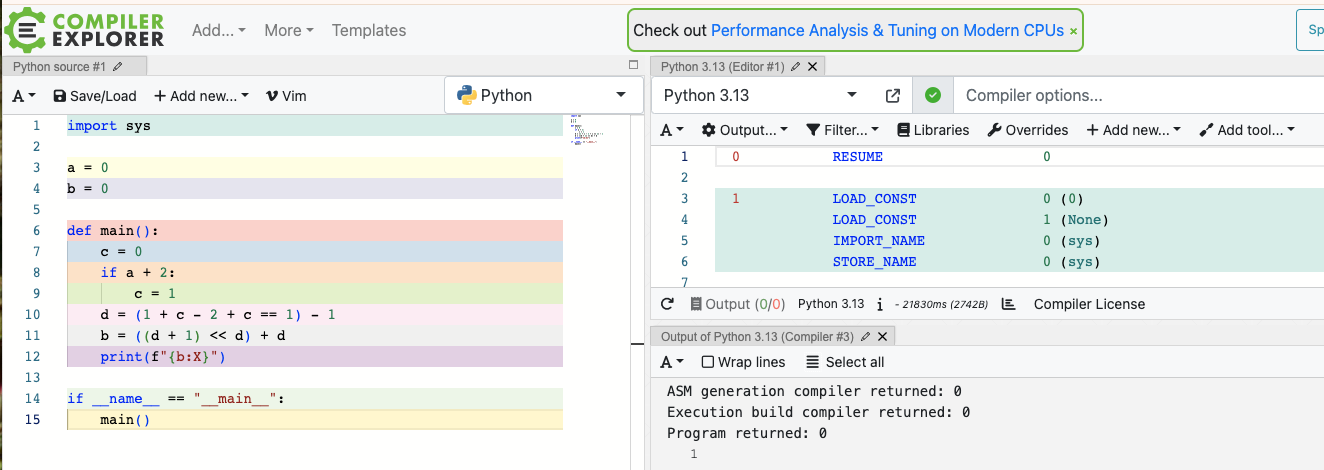 COMPILER EXPLORER
Add... More Templates
Check out Performance Analysis & Tuning on Modern CPUs ×
Sp
Python source #1
A Save/Load + Add new... Vim Python
1 import sys
2
3 a = 0
4 b = 0
5
6 def main():
7     c = 0
8     if a + 2:
9         c = 1
10     d = (1 + c - 2 + c == 1) - 1
11     b = ((d + 1) << d) + d
12     print(f"{b:X}")
13
14 if __name__ == "__main__":
15     main()
Python 3.13 (Editor #1)
Python 3.13 Compiler options...
A Output... Filter... Libraries Overrides + Add new... Add tool...
1 0 RESUME 0
2
3 1 LOAD_CONST 0 (0)
4 LOAD_CONST 1 (None)
5 IMPORT_NAME 0 (sys)
6 STORE_NAME 0 (sys)
7
Output (0/0) Python 3.13 i - 21830ms (2742B) Compiler License
Output of Python 3.13 (Compiler #3)
A Wrap lines Select all
ASM generation compiler returned: 0
Execution build compiler returned: 0
Program returned: 0
1